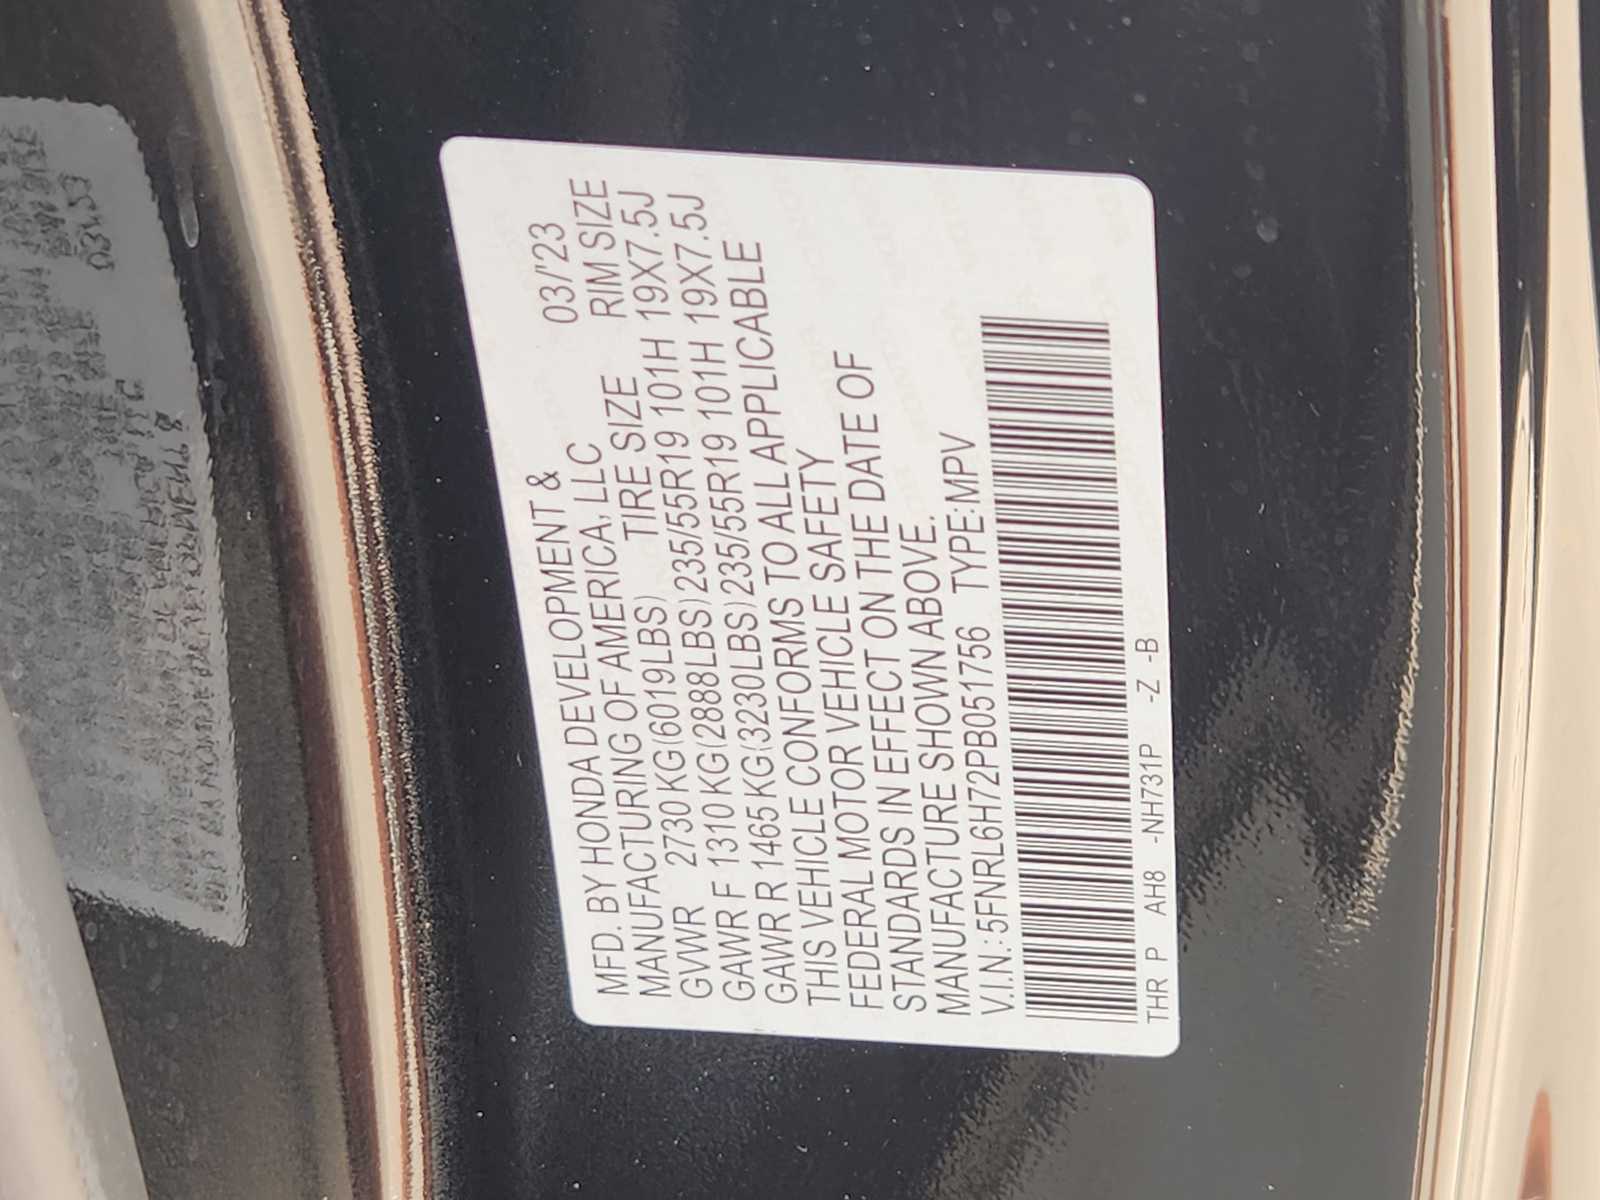 MFD. BY HONDA DEVELOPMENT & 03/'23
MANUFACTURING OF AMERICA, LLC
TIRE SIZE RIM SIZE
GVWR 2730 KG(6019LBS)
GAWR F 1310 KG(2888LBS) 235/55R19 101H 19X7.5J
GAWR R 1465 KG(3230LBS) 235/55R19 101H 19X7.5J
THIS VEHICLE CONFORMS TO ALL APPLICABLE
FEDERAL MOTOR VEHICLE SAFETY
STANDARDS IN EFFECT ON THE DATE OF
MANUFACTURE SHOWN ABOVE.
V.I.N.:5FNRL6H72PB051756 TYPE:MPV
THR P AH8 -NH731P -Z -B